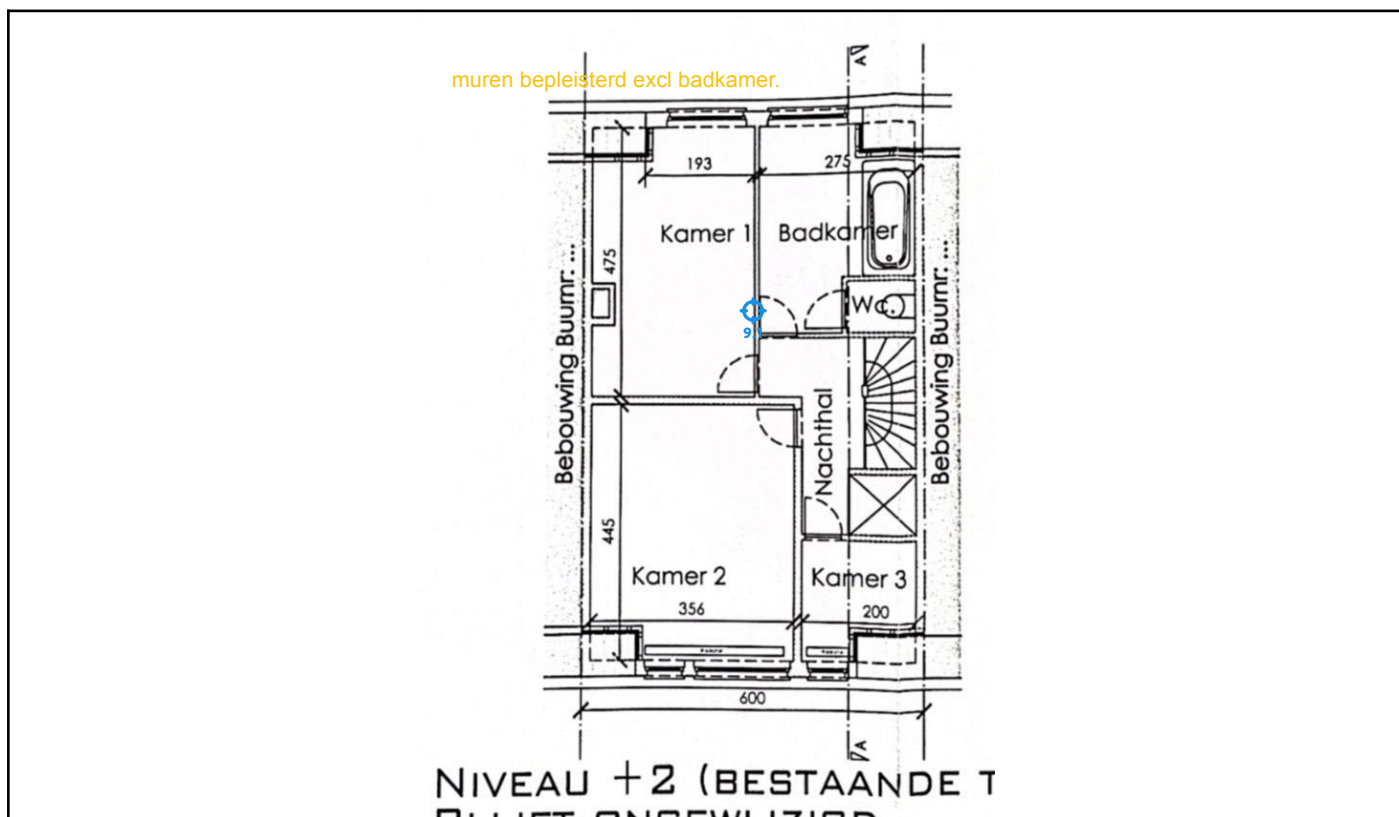 A
muren bepleisterd excl badkamer.
193
275
Kamer 1
Badkamer
475
Bebouwing Buurnr: ...
Bebouwing Buurnr: ...
Wc.
Nachthal
445
Kamer 2
Kamer 3
356
200
600
A
NIVEAU +2 (BESTAANDE T